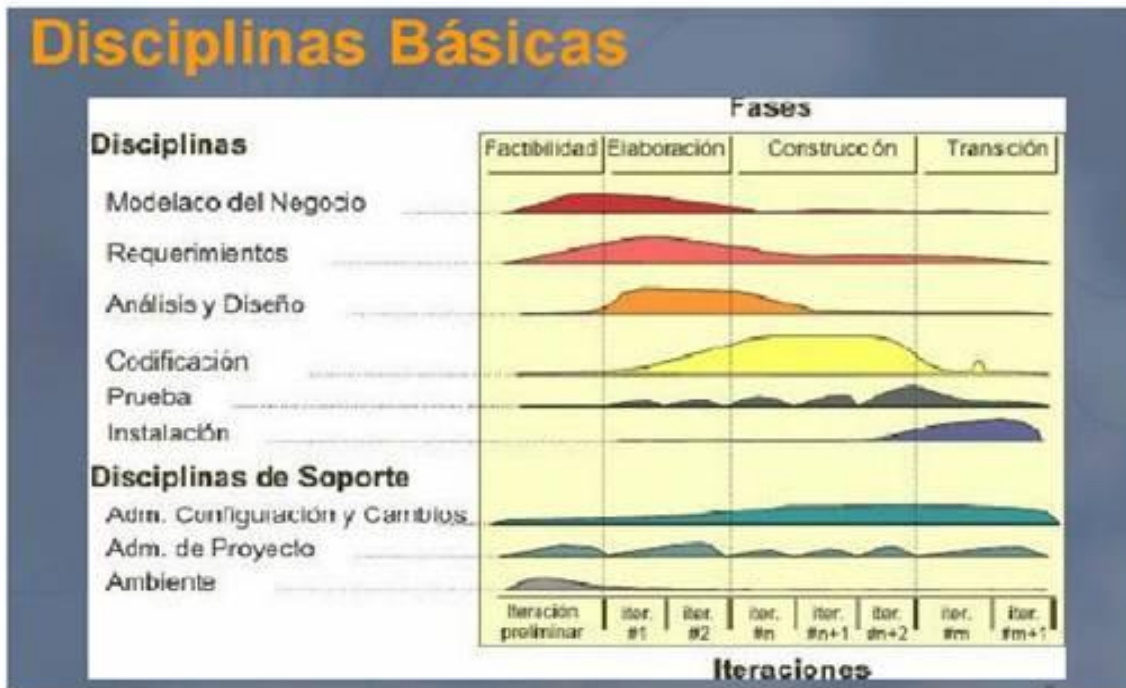 Disciplinas Básicas
Fases
Disciplinas
Factibilidad Elaboración Construcción Transición
Modelaco del Negocio
Requerimientos
Análisis y Diseño
Codificación
Prueba
Instalación
Disciplinas de Soporte
Adm. Configuración y Cambios
Adm. de Proyecto
Ambiente
Iteración preliminar iter. #1 iter. #2 iter. #n iter. #n+1 iter. #n+2 iter. #m iter. #m+1
Iteraciones